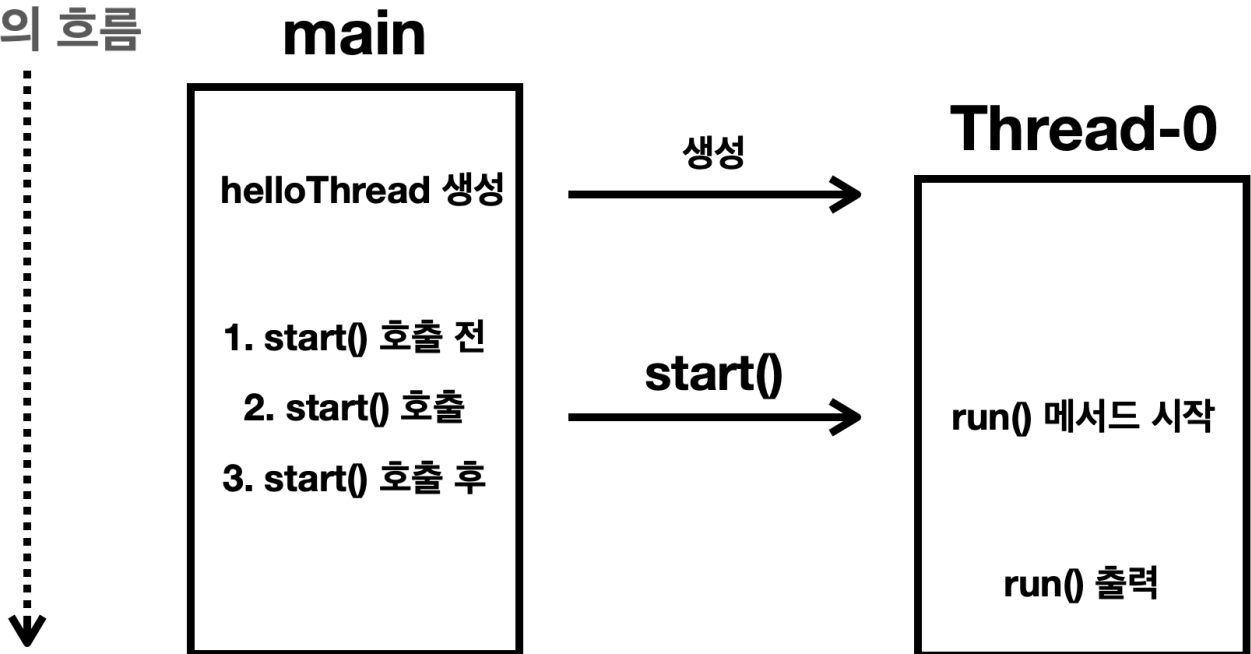 의 흐름
main
Thread-0
생성
helloThread 생성
1. start() 호출 전
start()
2. start() 호출
run() 메서드 시작
3. start() 호출 후
run() 출력